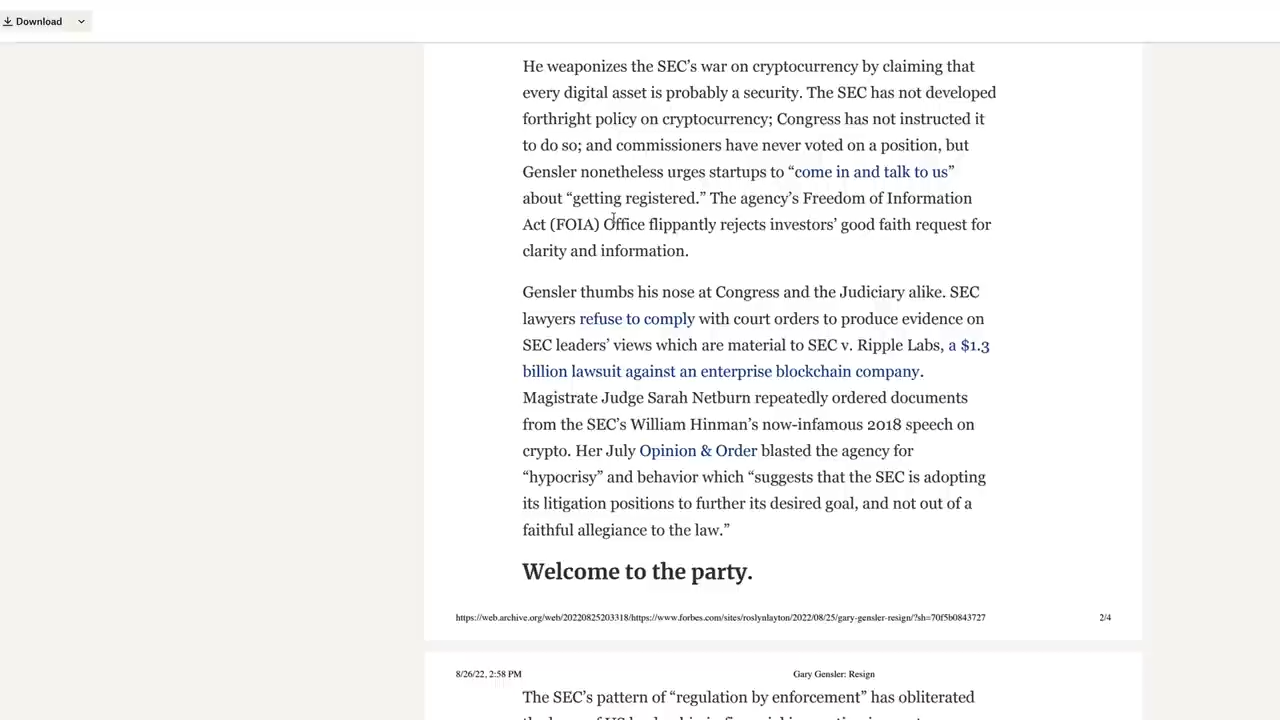 Download
He weaponizes the SEC’s war on cryptocurrency by claiming that
every digital asset is probably a security. The SEC has not developed
forthright policy on cryptocurrency; Congress has not instructed it
to do so; and commissioners have never voted on a position, but
Gensler nonetheless urges startups to “come in and talk to us”
about “getting registered.” The agency’s Freedom of Information
Act (FOIA) Office flippantly rejects investors’ good faith request for
clarity and information.
Gensler thumbs his nose at Congress and the Judiciary alike. SEC
lawyers refuse to comply with court orders to produce evidence on
SEC leaders’ views which are material to SEC v. Ripple Labs, a $1.3
billion lawsuit against an enterprise blockchain company.
Magistrate Judge Sarah Netburn repeatedly ordered documents
from the SEC’s William Hinman’s now-infamous 2018 speech on
crypto. Her July Opinion & Order blasted the agency for
“hypocrisy” and behavior which “suggests that the SEC is adopting
its litigation positions to further its desired goal, and not out of a
faithful allegiance to the law.”
Welcome to the party.
https://web.archive.org/web/20220825203318/https://www.forbes.com/sites/roslynlayton/2022/08/25/gary-gensler-resign/?sh=70f5b0843727 2/4
8/26/22, 2:58 PM Gary Gensler: Resign
The SEC’s pattern of “regulation by enforcement” has obliterated